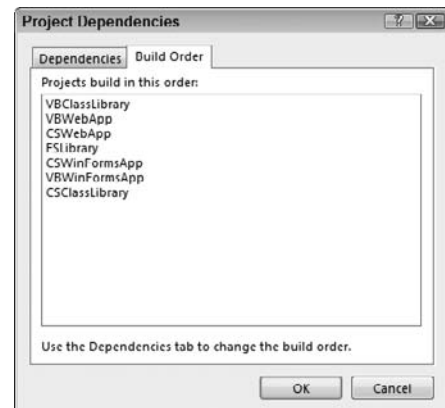 Project Dependencies
Dependencies
Build Order
Projects build in this order:
VBClassLibrary
VBWebApp
CSWebApp
FSLibrary
CSWinFormsApp
VBWinFormsApp
CSClassLibrary
Use the Dependencies tab to change the build order.
OK
Cancel